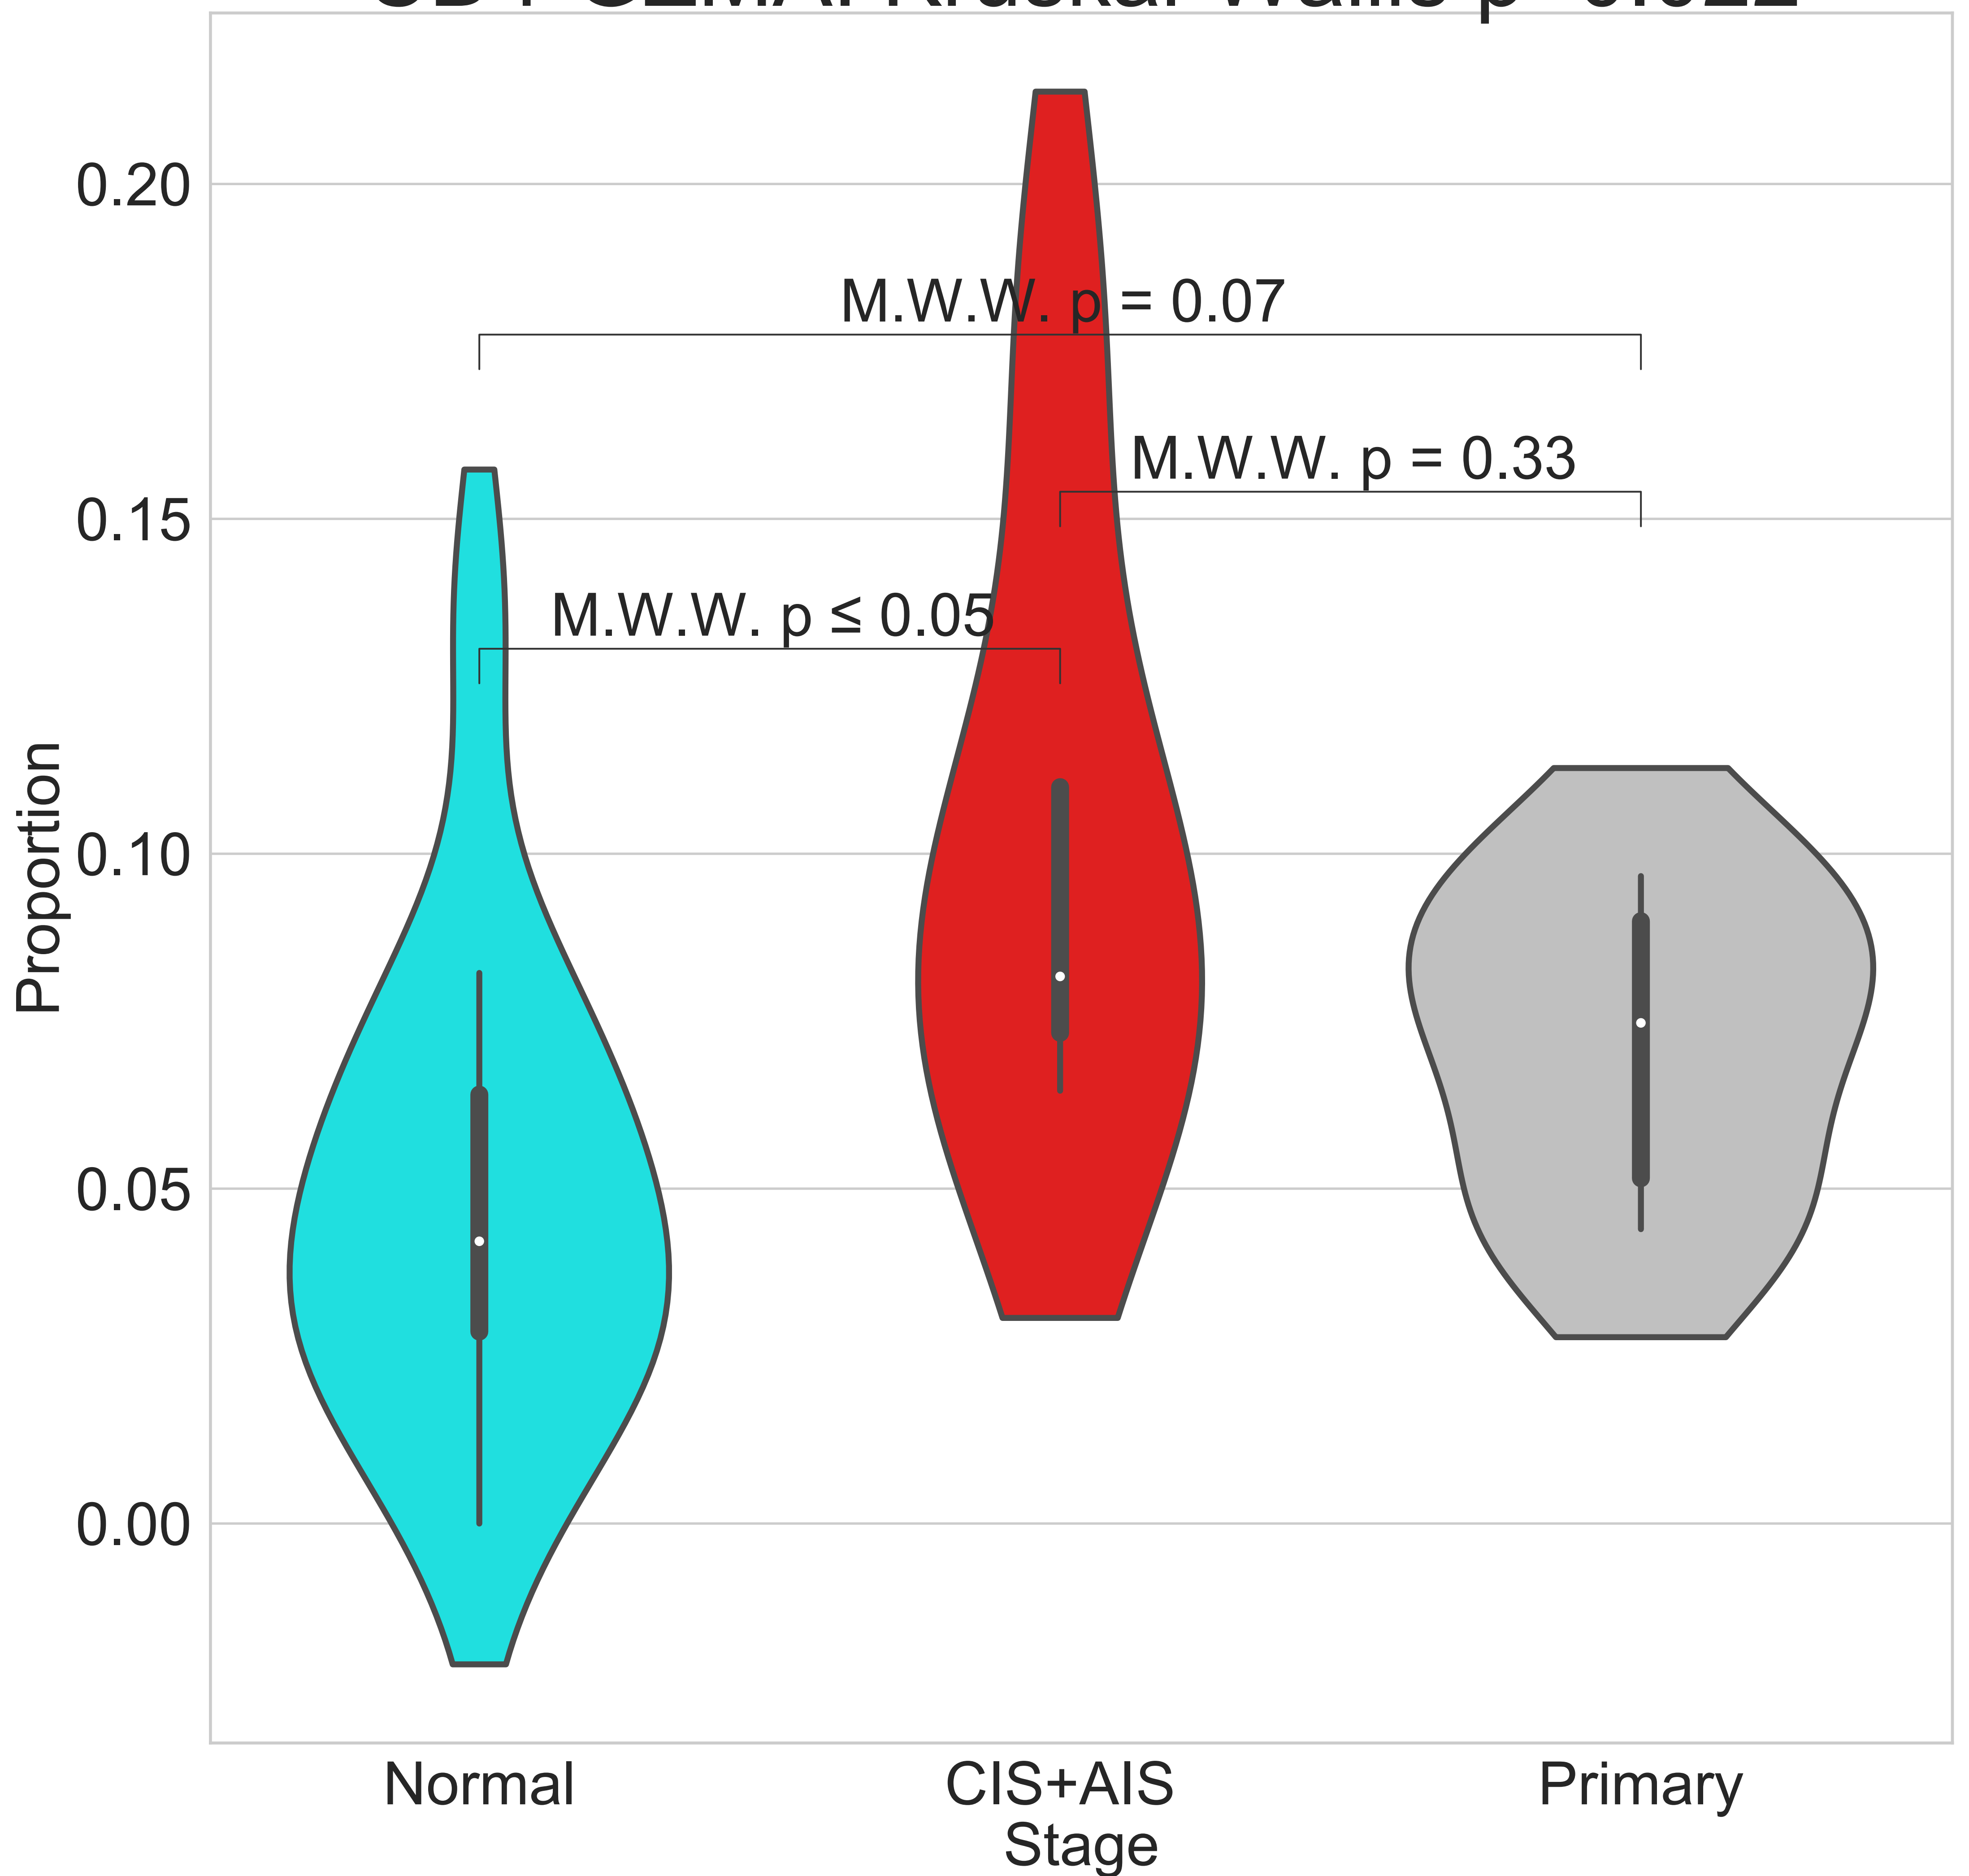 0.20
M.W.W. p = 0.07
M.W.W. p = 0.33
0.15
M.W.W. p ≤ 0.05
Proportion
0.10
0.05
0.00
Normal
CIS+AIS
Primary
Stage